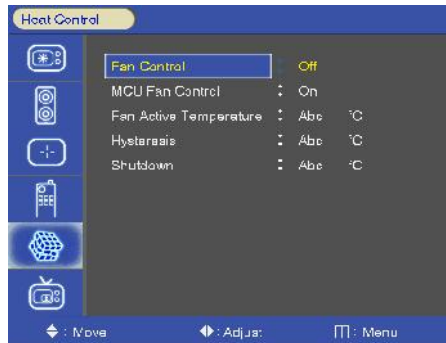 Heat Control
Fan Control : Off
MCU Fan Control : On
Fan Active Temperature : Abc °C
Hysteresis : Abc °C
Shutdown : Abc °C
: Move : Adjust : Menu